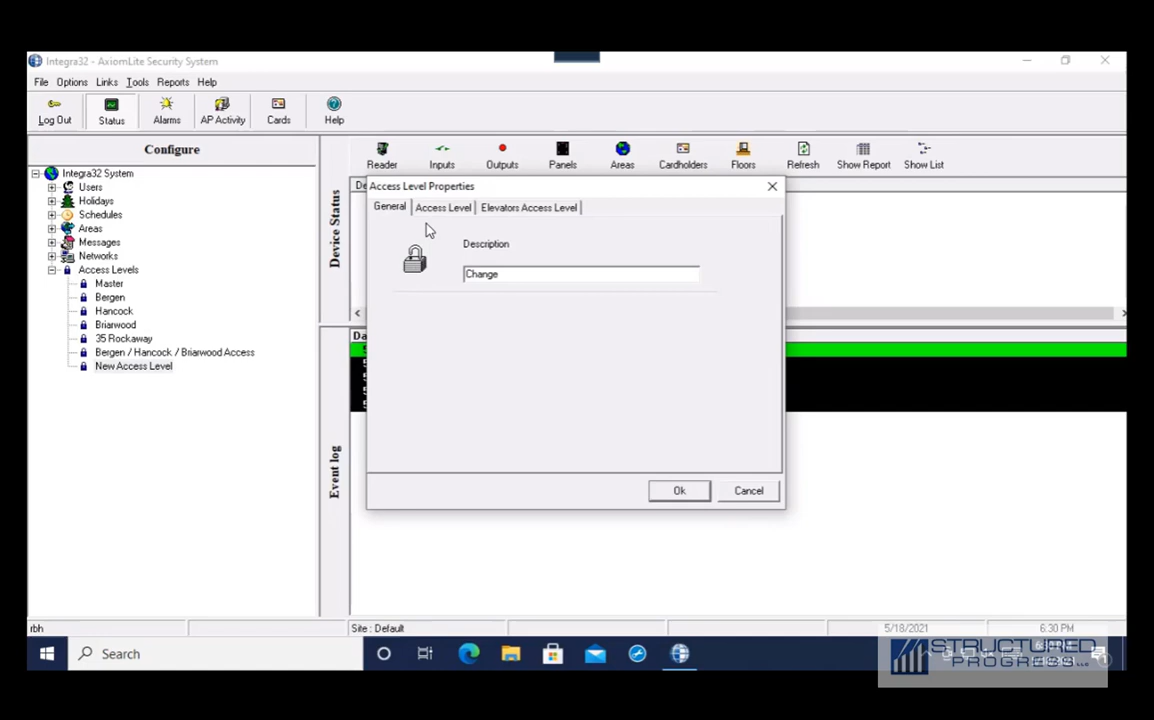 Integra32 - AxiomLite Security System
File Options Links Tools Reports Help
Log Out Status Alarms AP Activity Cards Help
Configure
Reader Inputs Outputs Panels Areas Cardholders Floors Refresh Show Report Show List
Integra32 System
Users
Holidays
Schedules
Areas
Messages
Networks
Access Levels
Master
Bergen
Hancock
Briarwood
35 Rockaway
Bergen / Hancock / Briarwood Access
New Access Level
Device Status
Event log
Access Level Properties
General Access Level Elevators Access Level
Description
Change
Ok Cancel
rbh
Site : Default
5/18/2021
6:30 PM
Search
STRUCTURED
PROGRESS LLC